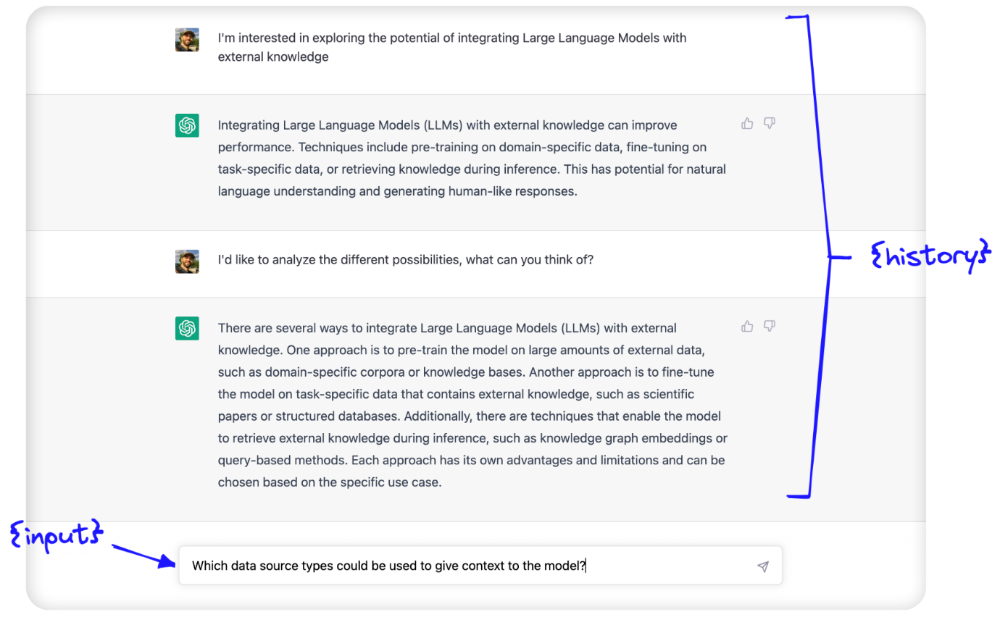 I'm interested in exploring the potential of integrating Large Language Models with
external knowledge
Integrating Large Language Models (LLMs) with external knowledge can improve
performance. Techniques include pre-training on domain-specific data, fine-tuning on
task-specific data, or retrieving knowledge during inference. This has potential for natural
language understanding and generating human-like responses.
I'd like to analyze the different possibilities, what can you think of?
{history}
There are several ways to integrate Large Language Models (LLMs) with external
knowledge. One approach is to pre-train the model on large amounts of external data,
such as domain-specific corpora or knowledge bases. Another approach is to fine-tune
the model on task-specific data that contains external knowledge, such as scientific
papers or structured databases. Additionally, there are techniques that enable the model
to retrieve external knowledge during inference, such as knowledge graph embeddings or
query-based methods. Each approach has its own advantages and limitations and can be
chosen based on the specific use case.
{input}
Which data source types could be used to give context to the model?